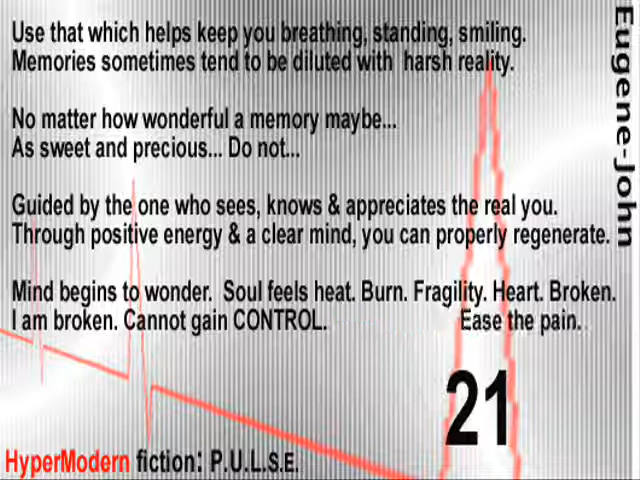 Use that which helps keep you breathing, standing, smiling.
Memories sometimes tend to be diluted with harsh reality.
No matter how wonderful a memory maybe...
As sweet and precious... Do not...
Guided by the one who sees, knows & appreciates the real you.
Through positive energy & a clear mind, you can properly regenerate.
Mind begins to wonder. Soul feels heat. Burn. Fragility. Heart. Broken.
I am broken. Cannot gain CONTROL. Ease the pain.
21
HyperModern fiction: P.U.L.S.E.
Eugene-John